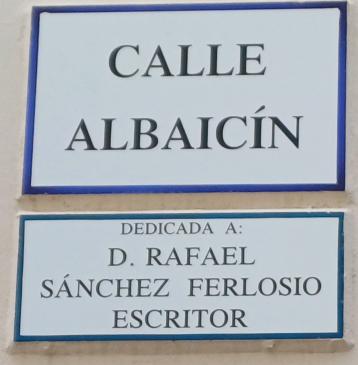 CALLE
ALBAICÍN
DEDICADA A:
D. RAFAEL
SÁNCHEZ FERLOSIO
ESCRITOR